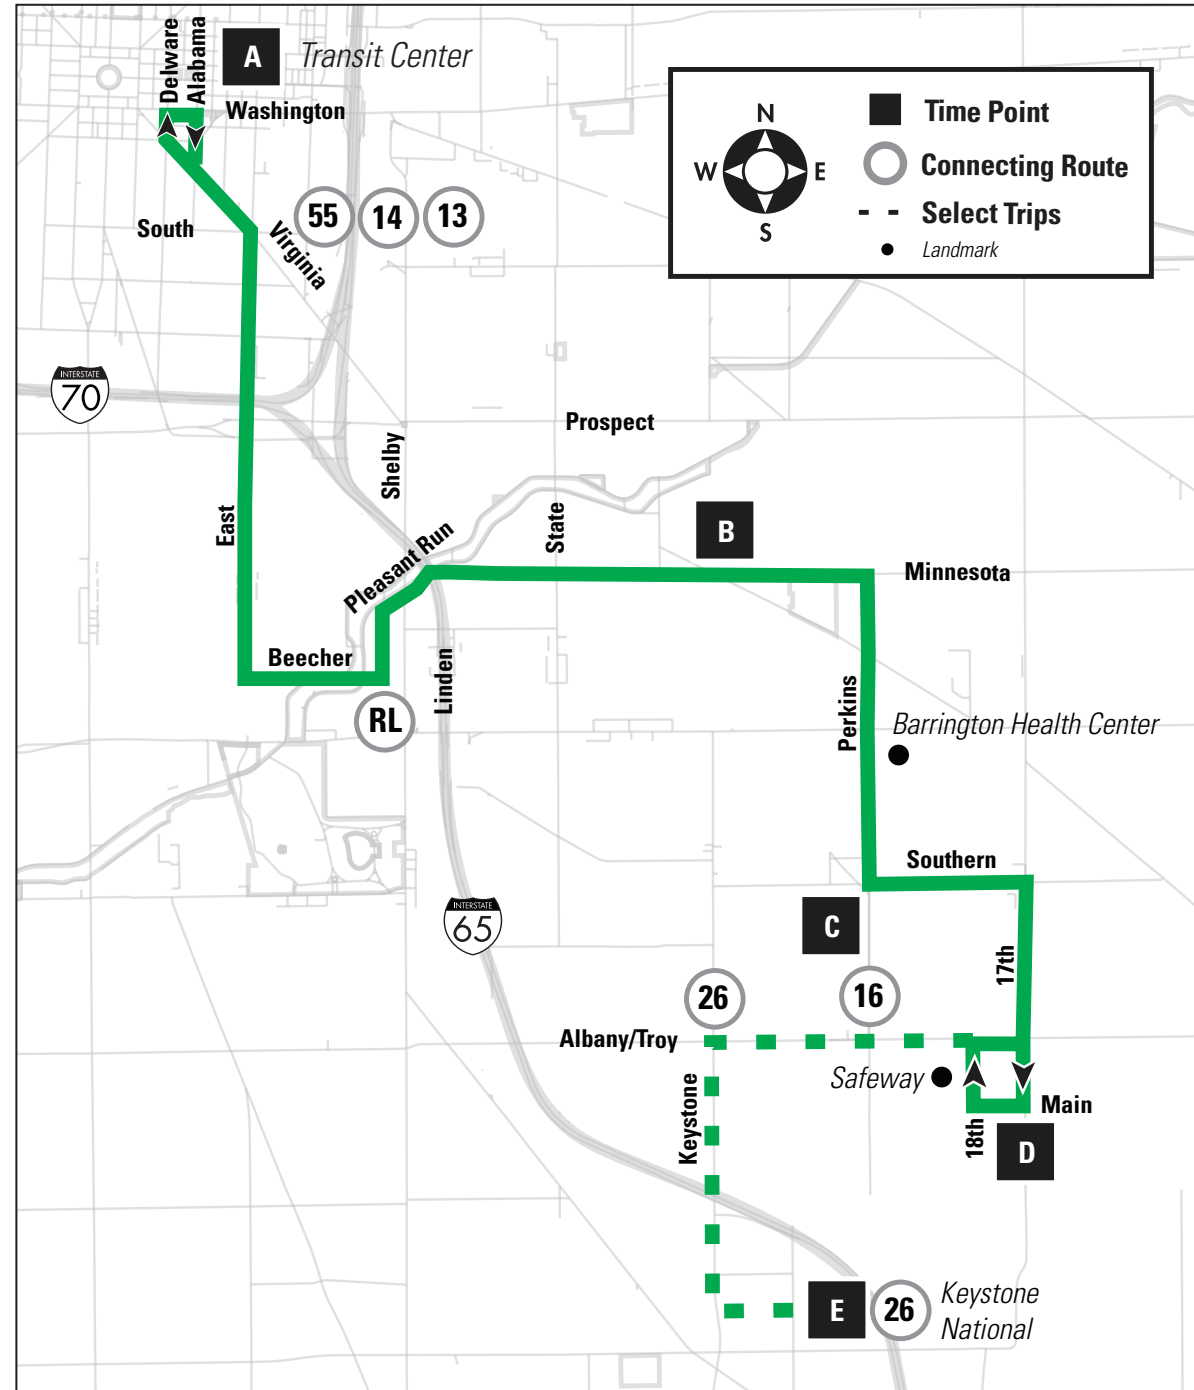 Delware
Alabama
A
Transit Center
Washington
N
W
E
S
Time Point
Connecting Route
Select Trips
Landmark
55
14
13
South
Virginia
INTERSTATE
70
Prospect
Shelby
East
State
B
Pleasant Run
Minnesota
Beecher
RL
Linden
Perkins
Barrington Health Center
Southern
INTERSTATE
65
C
17th
26
16
Albany/Troy
Keystone
Safeway
18th
Main
D
E
26
Keystone
National